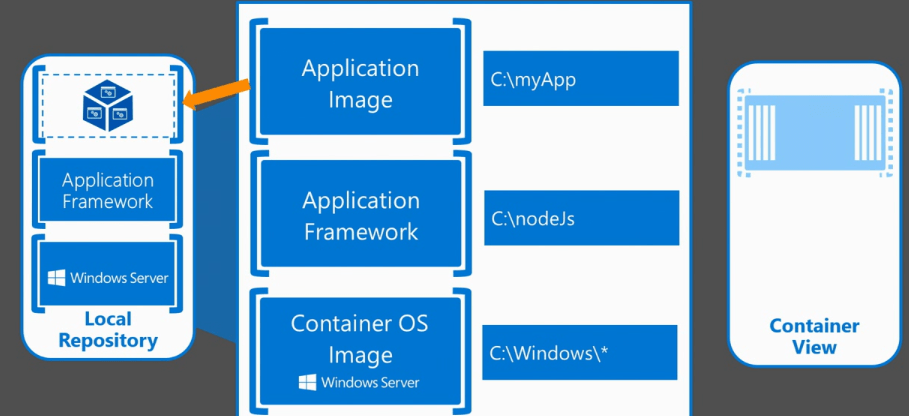 Application
Framework
Windows Server
Local
Repository
Application
Image
C:\myApp
Application
Framework
C:\nodeJs
Container OS
Image
Windows Server
C:\Windows\*
Container
View